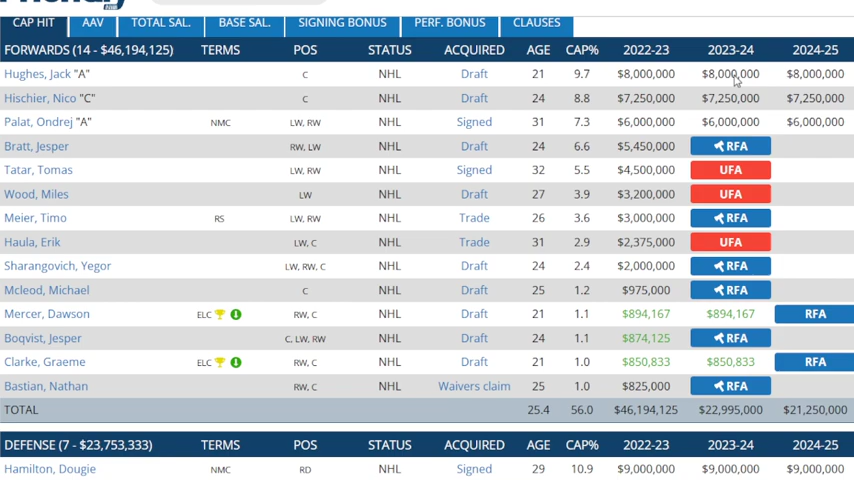 CAP HIT AAV TOTAL SAL. BASE SAL. SIGNING BONUS PERF. BONUS CLAUSES
FORWARDS (14 - $46,194,125) TERMS POS STATUS ACQUIRED AGE CAP% 2022-23 2023-24 2024-25
Hughes, Jack "A" C NHL Draft 21 9.7 $8,000,000 $8,000,000 $8,000,000
Hischier, Nico "C" C NHL Draft 24 8.8 $7,250,000 $7,250,000 $7,250,000
Palat, Ondrej "A" NMC LW, RW NHL Signed 31 7.3 $6,000,000 $6,000,000 $6,000,000
Bratt, Jesper RW, LW NHL Draft 24 6.6 $5,450,000 RFA
Tatar, Tomas LW, RW NHL Signed 32 5.5 $4,500,000 UFA
Wood, Miles LW NHL Draft 27 3.9 $3,200,000 UFA
Meier, Timo RS LW, RW NHL Trade 26 3.6 $3,000,000 RFA
Haula, Erik LW, C NHL Trade 31 2.9 $2,375,000 UFA
Sharangovich, Yegor LW, RW, C NHL Draft 24 2.4 $2,000,000 RFA
Mcleod, Michael C NHL Draft 25 1.2 $975,000 RFA
Mercer, Dawson ELC RW, C NHL Draft 21 1.1 $894,167 $894,167 RFA
Boqvist, Jesper C, LW, RW NHL Draft 24 1.1 $874,125 RFA
Clarke, Graeme ELC RW, C NHL Draft 21 1.0 $850,833 $850,833 RFA
Bastian, Nathan RW, C NHL Waivers claim 25 1.0 $825,000 RFA
TOTAL 25.4 56.0 $46,194,125 $22,995,000 $21,250,000
DEFENSE (7 - $23,753,333) TERMS POS STATUS ACQUIRED AGE CAP% 2022-23 2023-24 2024-25
Hamilton, Dougie NMC RD NHL Signed 29 10.9 $9,000,000 $9,000,000 $9,000,000